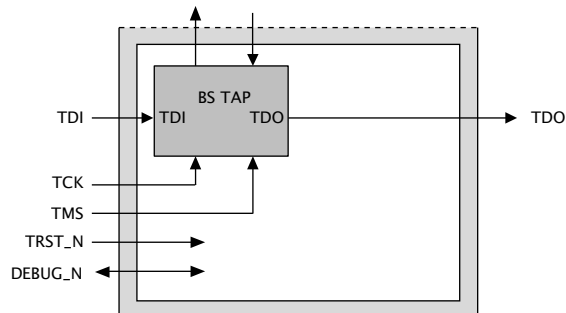 BS TAP
TDI TDI TDO TDO
TCK
TMS
TRST_N
DEBUG_N